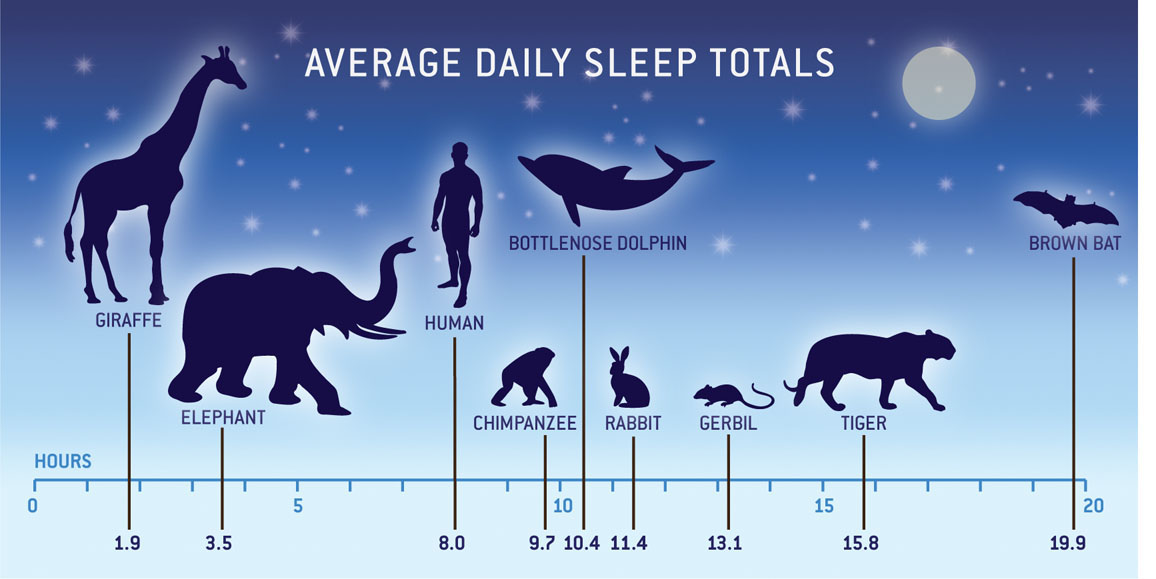 AVERAGE DAILY SLEEP TOTALS
BOTTLENOSE DOLPHIN
BROWN BAT
GIRAFFE
HUMAN
ELEPHANT
CHIMPANZEE
RABBIT
GERBIL
TIGER
HOURS
0 5 10 15 20
1.9 3.5 8.0 9.7 10.4 11.4 13.1 15.8 19.9